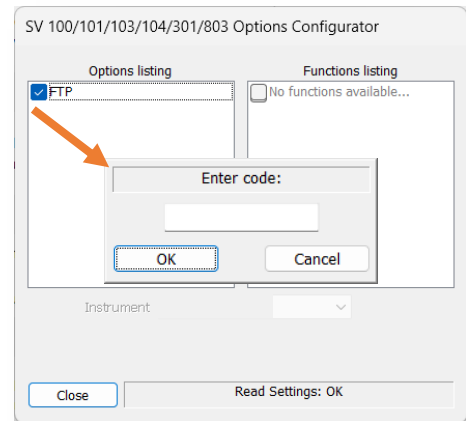 SV 100/101/103/104/301/803 Options Configurator
Options listing
Functions listing
FTP
No functions available...
Enter code:
OK
Cancel
Instrument
Close
Read Settings: OK